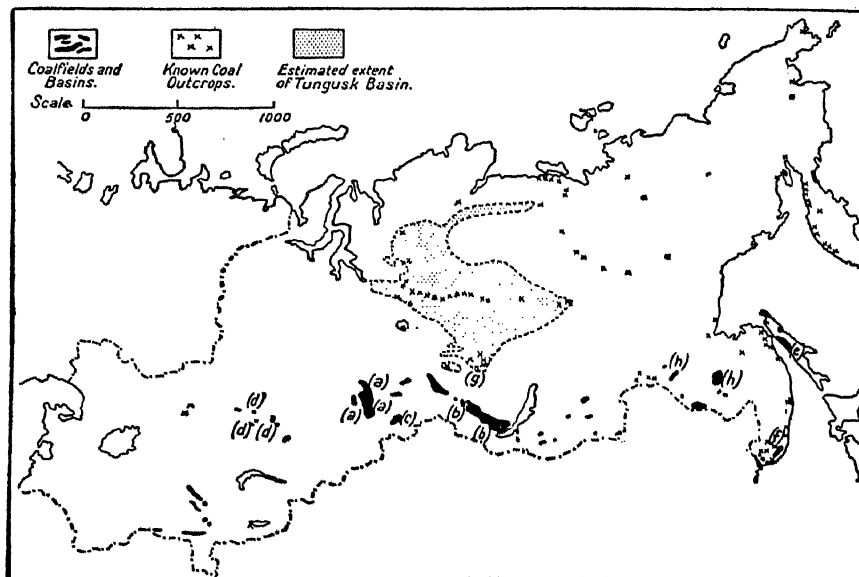 Coalfields and Basins.
Known Coal Outcrops.
Estimated extent of Tungusk Basin.
Scale
0 500 1000
(a)
(a) (a)
(b)
(b)
(c)
(d)
(d) (d)
(e)
(f)
(g)
(h)
(h)